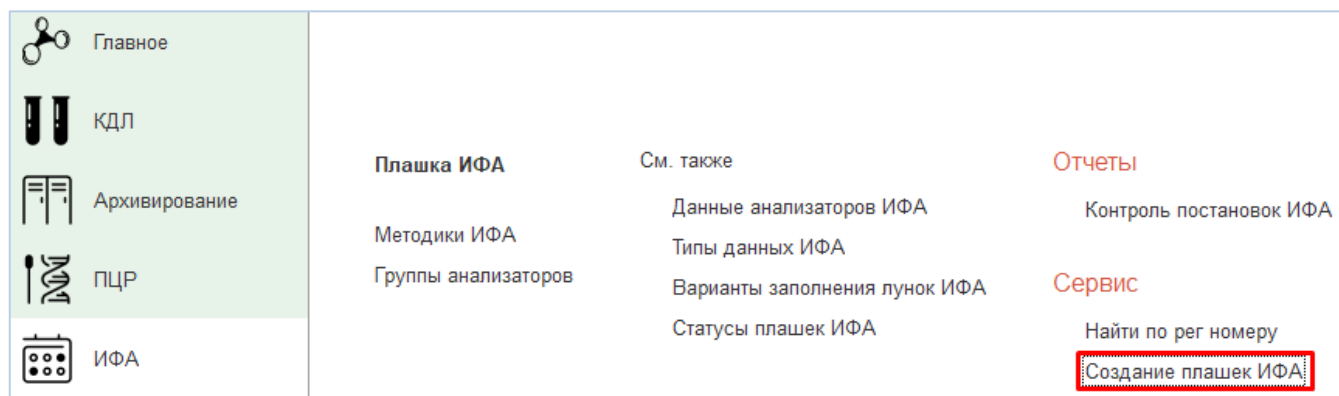 Главное
КДЛ
Архивирование
ПЦР
ИФА
Плашка ИФА
Методики ИФА
Группы анализаторов
См. также
Данные анализаторов ИФА
Типы данных ИФА
Варианты заполнения лунок ИФА
Статусы плашек ИФА
Отчеты
Контроль постановок ИФА
Сервис
Найти по рег номеру
Создание плашек ИФА